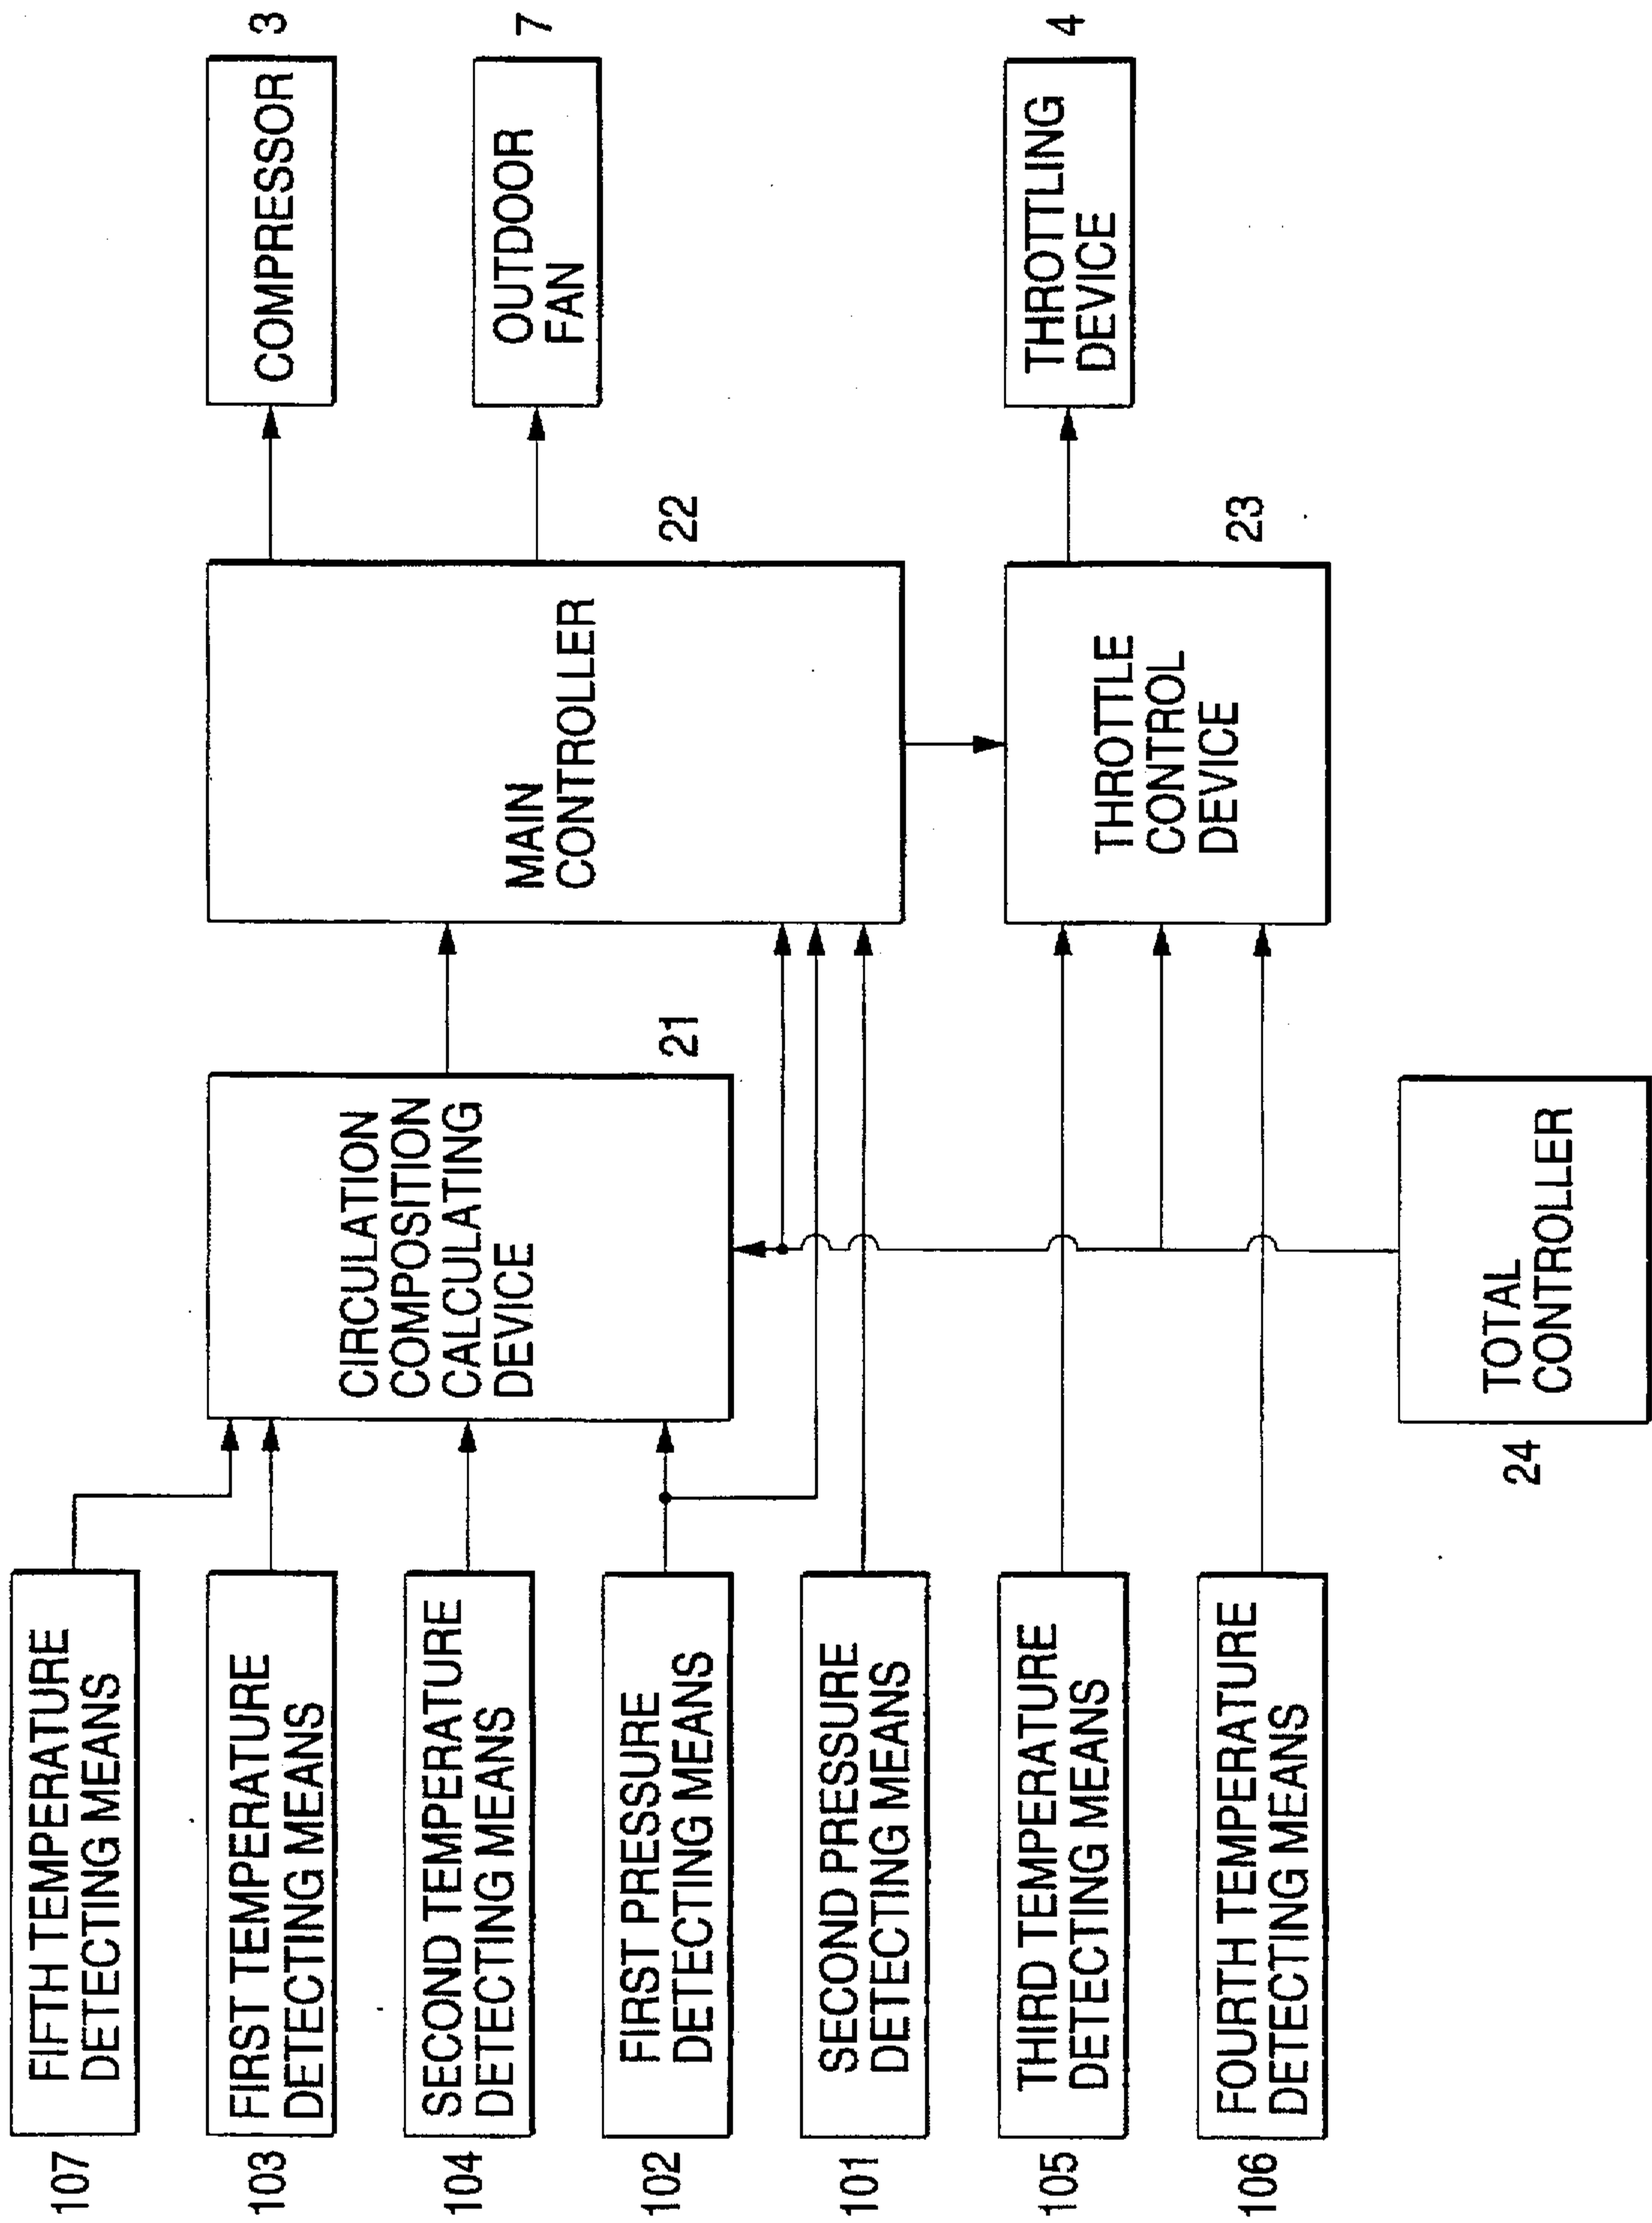 107
FIFTH TEMPERATURE
DETECTING MEANS
103
FIRST TEMPERATURE
DETECTING MEANS
104
SECOND TEMPERATURE
DETECTING MEANS
102
FIRST PRESSURE
DETECTING MEANS
101
SECOND PRESSURE
DETECTING MEANS
105
THIRD TEMPERATURE
DETECTING MEANS
106
FOURTH TEMPERATURE
DETECTING MEANS
CIRCULATION
COMPOSITION
CALCULATING
DEVICE
21
24
TOTAL
CONTROLLER
MAIN
CONTROLLER
22
THROTTLE
CONTROL
DEVICE
23
COMPRESSOR
3
OUTDOOR
FAN
7
THROTTLING
DEVICE
4